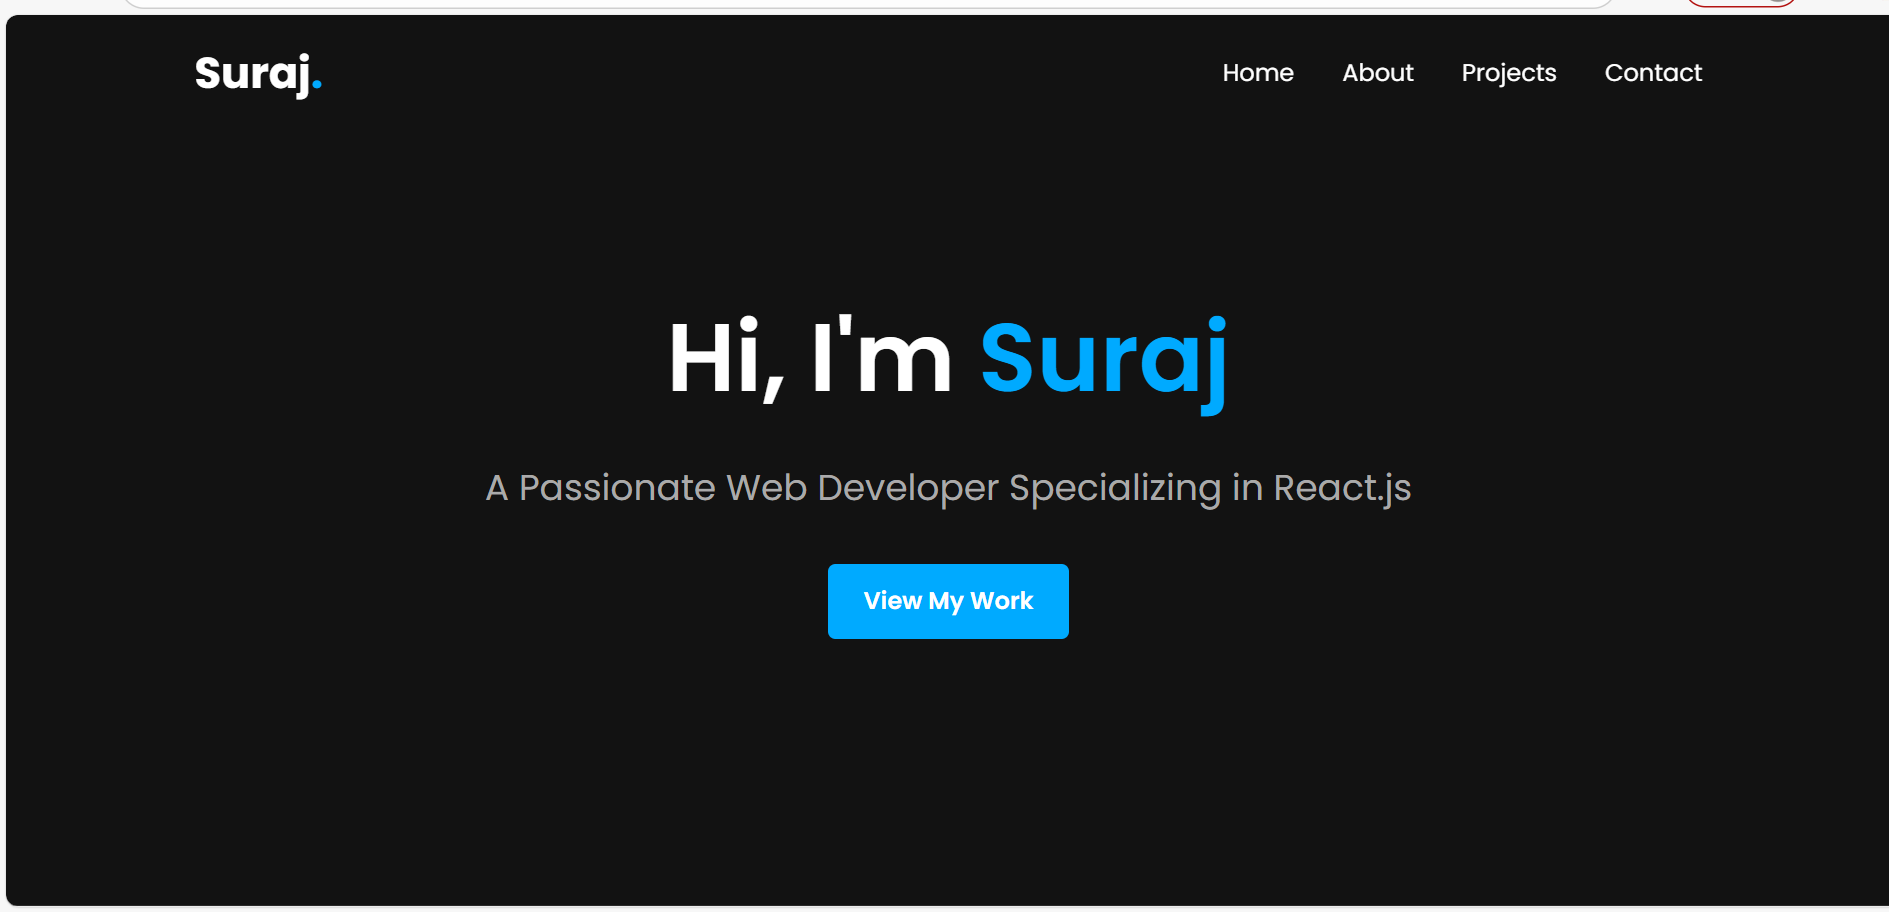 Suraj.
Home About Projects Contact
Hi, I'm Suraj
A Passionate Web Developer Specializing in React.js
View My Work